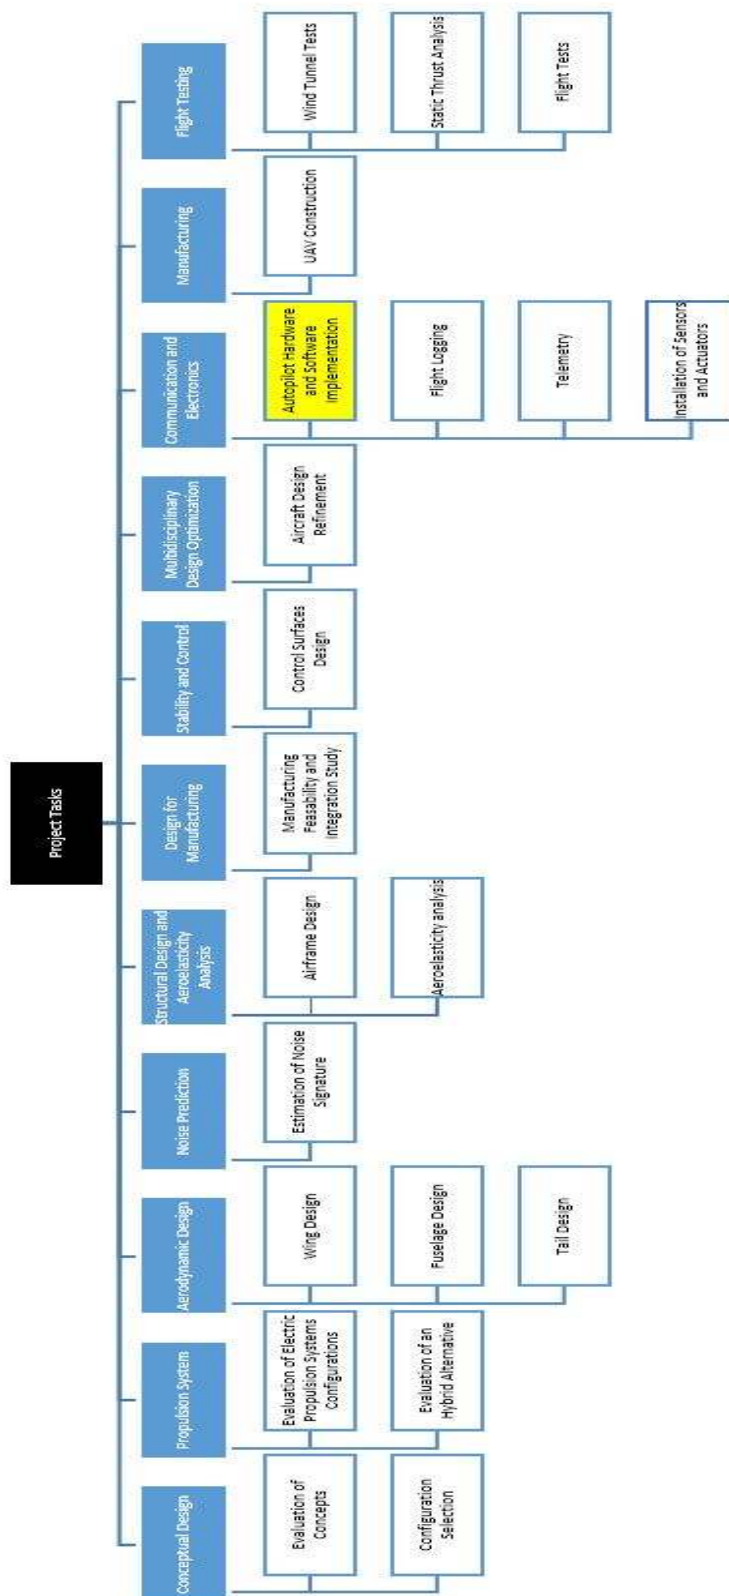 Project Tasks
Conceptual Design
Evaluation of
Concepts
Configuration
Selection
Propulsion System
Evaluation of Electric
Propulsion Systems
Configurations
Evaluation of an
Hybrid Alternative
Aerodynamic Design
Wing Design
Fuselage Design
Tail Design
Noise Prediction
Estimation of Noise
Signature
Structural Design and
Aeroelasticity
Analysis
Airframe Design
Aeroelasticity analysis
Design for
Manufacturing
Manufacturing
Feasability and
Integration Study
Stability and Control
Control Surfaces
Design
Multidisciplinary
Design Optimization
Aircraft Design
Refinement
Communication and
Electronics
Autopilot Hardware
and Software
Implementation
Flight Logging
Telemetry
Installation of Sensors
and Actuators
Manufacturing
UAV Construction
Flight Testing
Wind Tunnel Tests
Static Thrust Analysis
Flight Tests